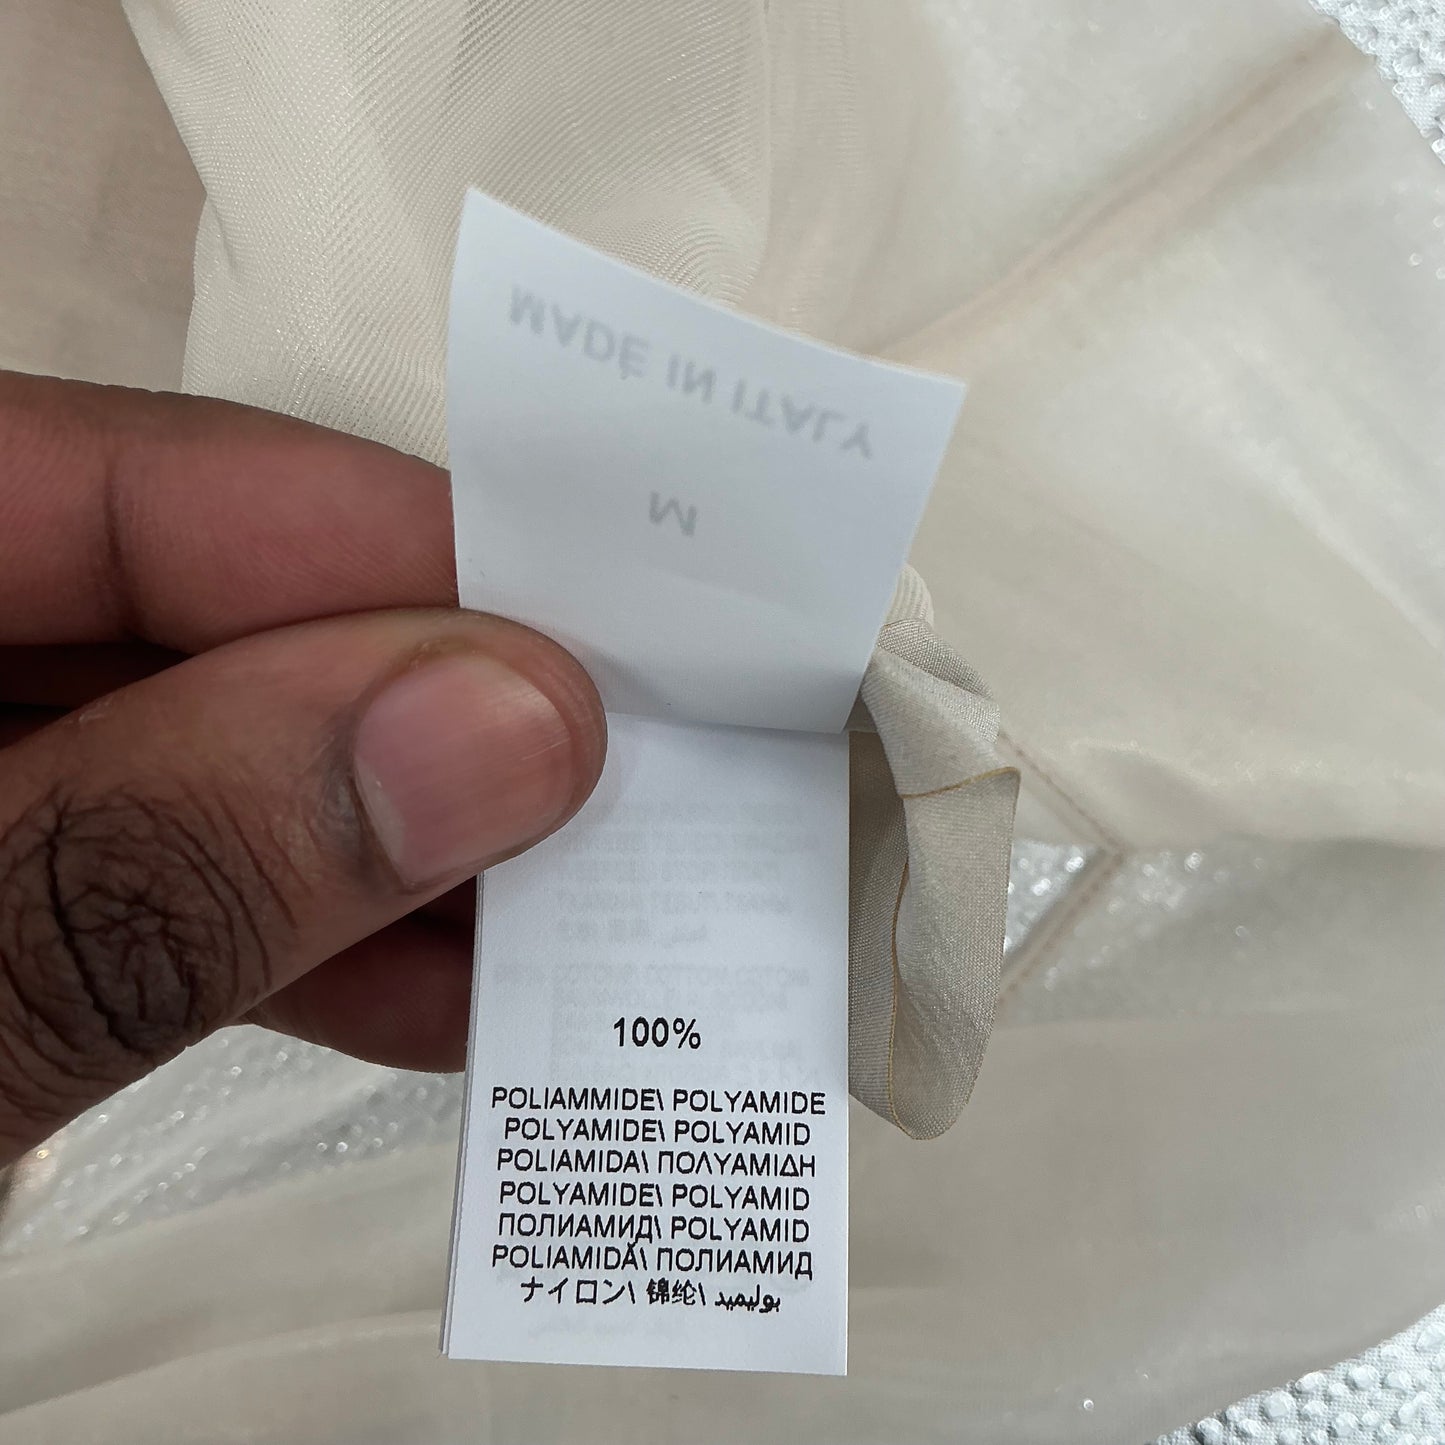 MADE IN ITALY
M
100%
POLIAMMIDE\ POLYAMIDE
POLYAMIDE\ POLYAMID
POLIAMIDA\ ΠΟΛΥΑΜΙΔΗ
POLYAMIDE\ POLYAMID
ПОЛИАМИД\ POLYAMID
POLIAMIDĂ\ ПОЛИАМИД
ナイロン\ 锦纶\ بوليميد